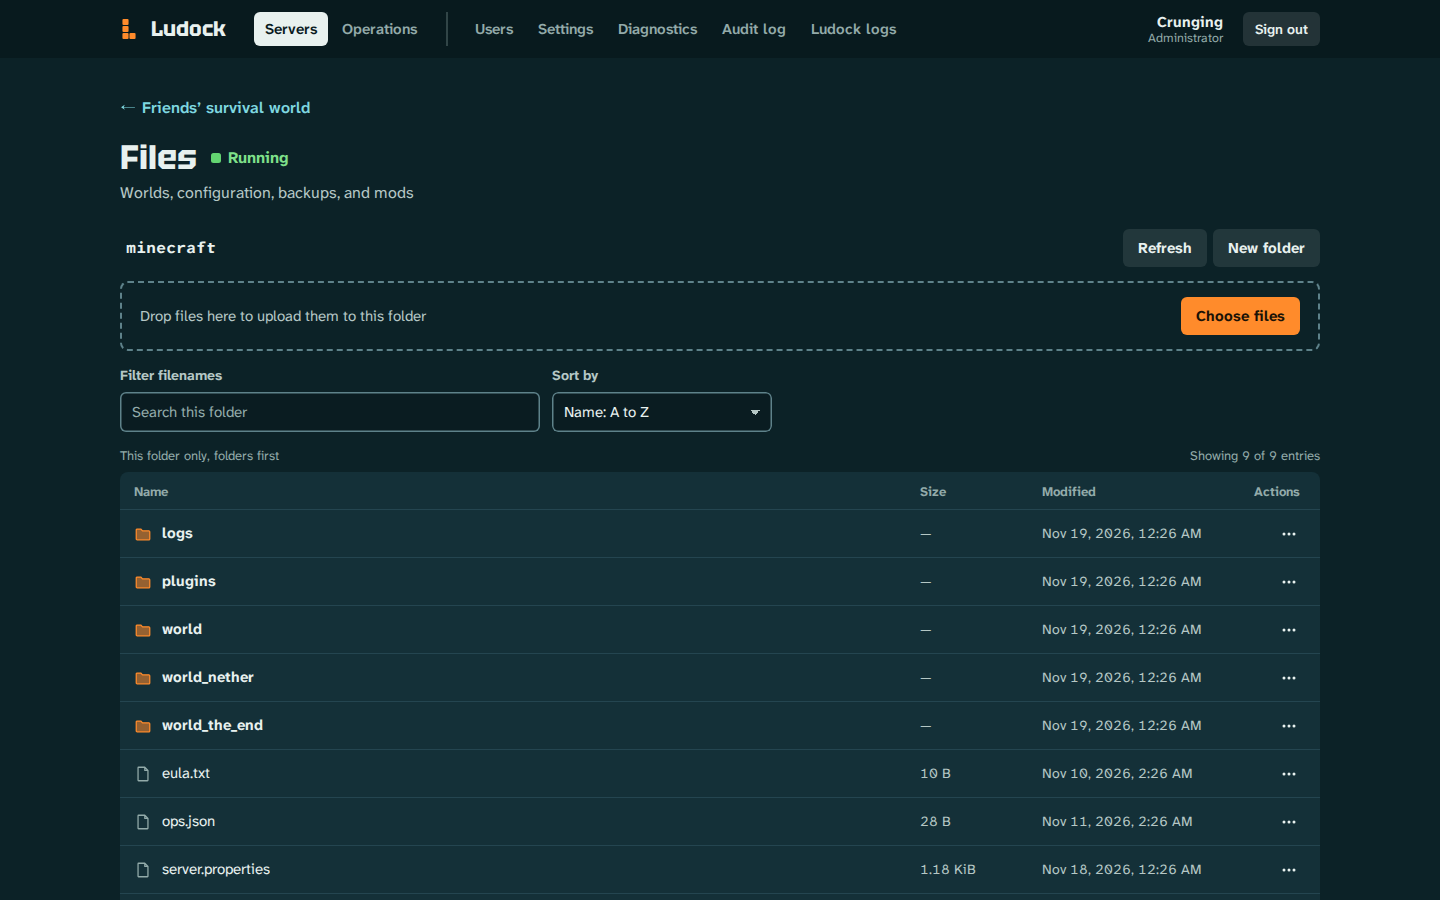 Ludock
Servers
Operations
Users
Settings
Diagnostics
Audit log
Ludock logs
Crunging
Administrator
Sign out
← Friends’ survival world
Files
Running
Worlds, configuration, backups, and mods
minecraft
Refresh
New folder
Drop files here to upload them to this folder
Choose files
Filter filenames
Sort by
Search this folder
Name: A to Z
This folder only, folders first
Showing 9 of 9 entries
Name Size Modified Actions
logs — Nov 19, 2026, 12:26 AM
plugins — Nov 19, 2026, 12:26 AM
world — Nov 19, 2026, 12:26 AM
world_nether — Nov 19, 2026, 12:26 AM
world_the_end — Nov 19, 2026, 12:26 AM
eula.txt 10 B Nov 10, 2026, 2:26 AM
ops.json 28 B Nov 11, 2026, 2:26 AM
server.properties 1.18 KiB Nov 18, 2026, 12:26 AM